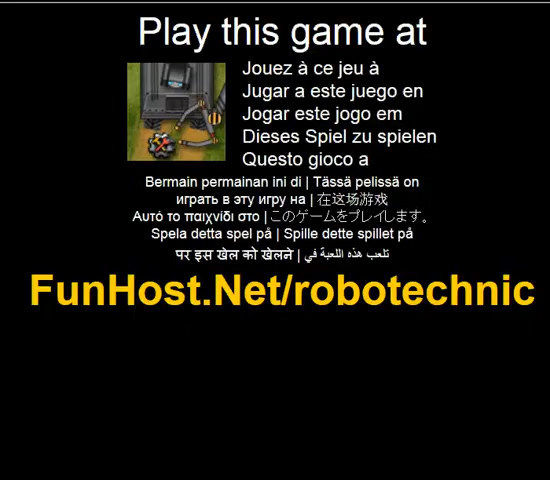 Play this game at
Jouez à ce jeu à
Jugar a este juego en
Jogar este jogo em
Dieses Spiel zu spielen
Questo gioco a
Bermain permainan ini di | Tässä pelissä on
играть в эту игру на | 在这场游戏
Αυτό το παιχνίδι στο | このゲームをプレイします。
Spela detta spel på | Spille dette spillet på
पर इस खेल को खेलने | تلعب هذه اللعبة في
FunHost.Net/robotechnic